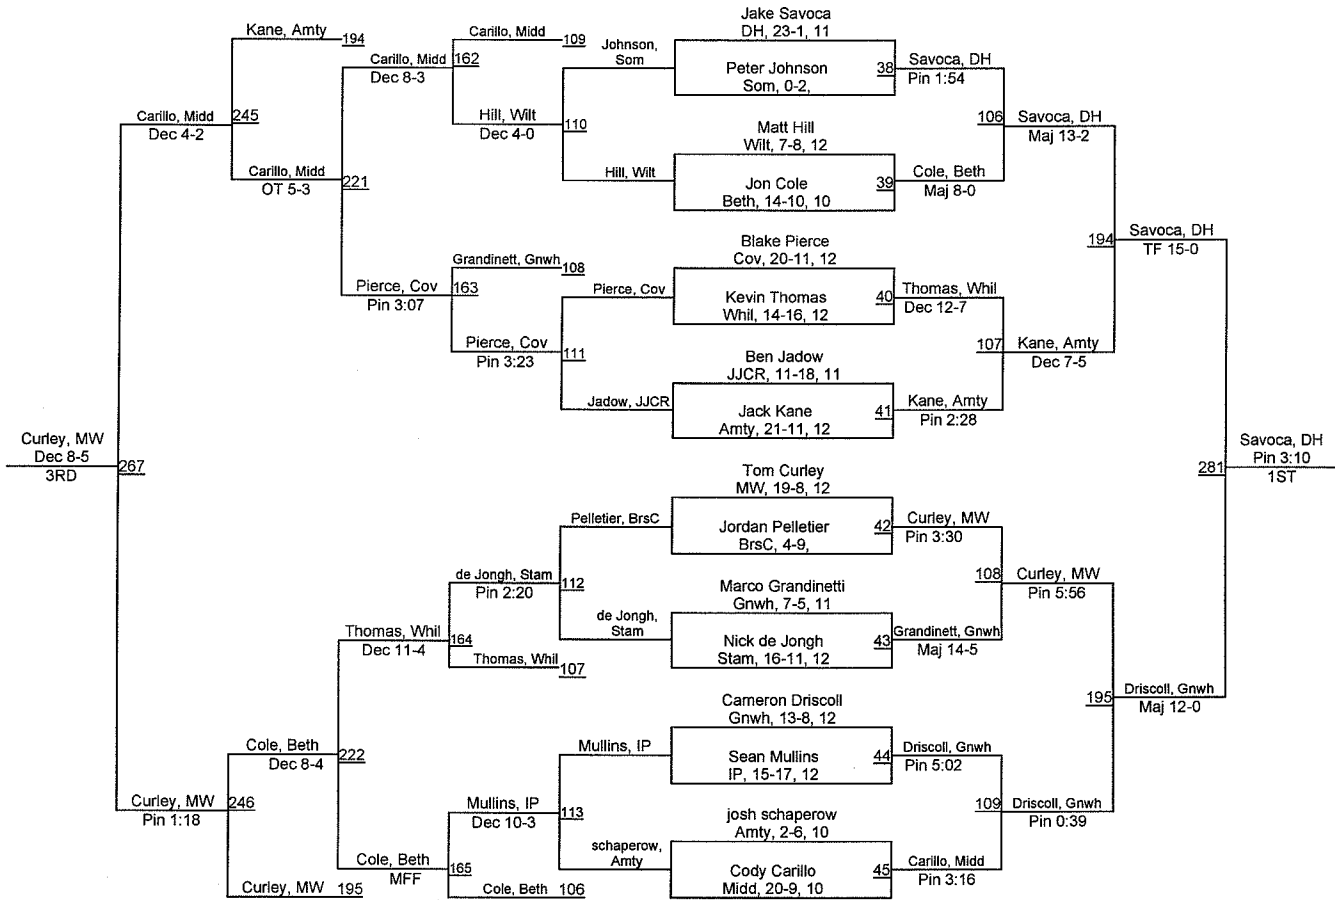 Jake Savoca
DH, 23-1, 11
Kane, Amty
194
Carillo, Midd
109
Johnson,
Som
Carillo, Midd
162
Dec 8-3
Peter Johnson
Som, 0-2,
38
Savoca, DH
Pin 1:54
Carillo, Midd
Dec 4-2
245
Hill, Wilt
Dec 4-0
110
Matt Hill
Wilt, 7-8, 12
106
Savoca, DH
Maj 13-2
Carillo, Midd
OT 5-3
221
Hill, Wilt
Jon Cole
Beth, 14-10, 10
39
Cole, Beth
Maj 8-0
Blake Pierce
Cov, 20-11, 12
194
Savoca, DH
TF 15-0
Grandinett, Gnwh
108
Pierce, Cov
Pin 3:07
163
Pierce, Cov
Kevin Thomas
Whil, 14-16, 12
40
Thomas, Whil
Dec 12-7
Pierce, Cov
Pin 3:23
111
Ben Jadow
JJCR, 11-18, 11
107
Kane, Amty
Dec 7-5
Jadow, JJCR
Jack Kane
Amty, 21-11, 12
41
Kane, Amty
Pin 2:28
Curley, MW
Dec 8-5
3RD
267
Tom Curley
MW, 19-8, 12
281
Savoca, DH
Pin 3:10
1ST
Pelletier, BrsC
Jordan Pelletier
BrsC, 4-9,
42
Curley, MW
Pin 3:30
de Jongh, Stam
Pin 2:20
112
Marco Grandinetti
Gnwh, 7-5, 11
108
Curley, MW
Pin 5:56
de Jongh,
Stam
Thomas, Whil
Dec 11-4
164
Nick de Jongh
Stam, 16-11, 12
43
Grandinett, Gnwh
Maj 14-5
Thomas, Whil
107
Cameron Driscoll
Gnwh, 13-8, 12
195
Driscoll, Gnwh
Maj 12-0
Cole, Beth
Dec 8-4
222
Mullins, IP
Sean Mullins
IP, 15-17, 12
44
Driscoll, Gnwh
Pin 5:02
Curley, MW
Pin 1:18
246
Mullins, IP
Dec 10-3
113
josh schaperow
Amty, 2-6, 10
109
Driscoll, Gnwh
Pin 0:39
schaperow,
Amty
Cole, Beth
MFF
165
Cody Carillo
Midd, 20-9, 10
45
Carillo, Midd
Pin 3:16
Curley, MW
195
Cole, Beth
106